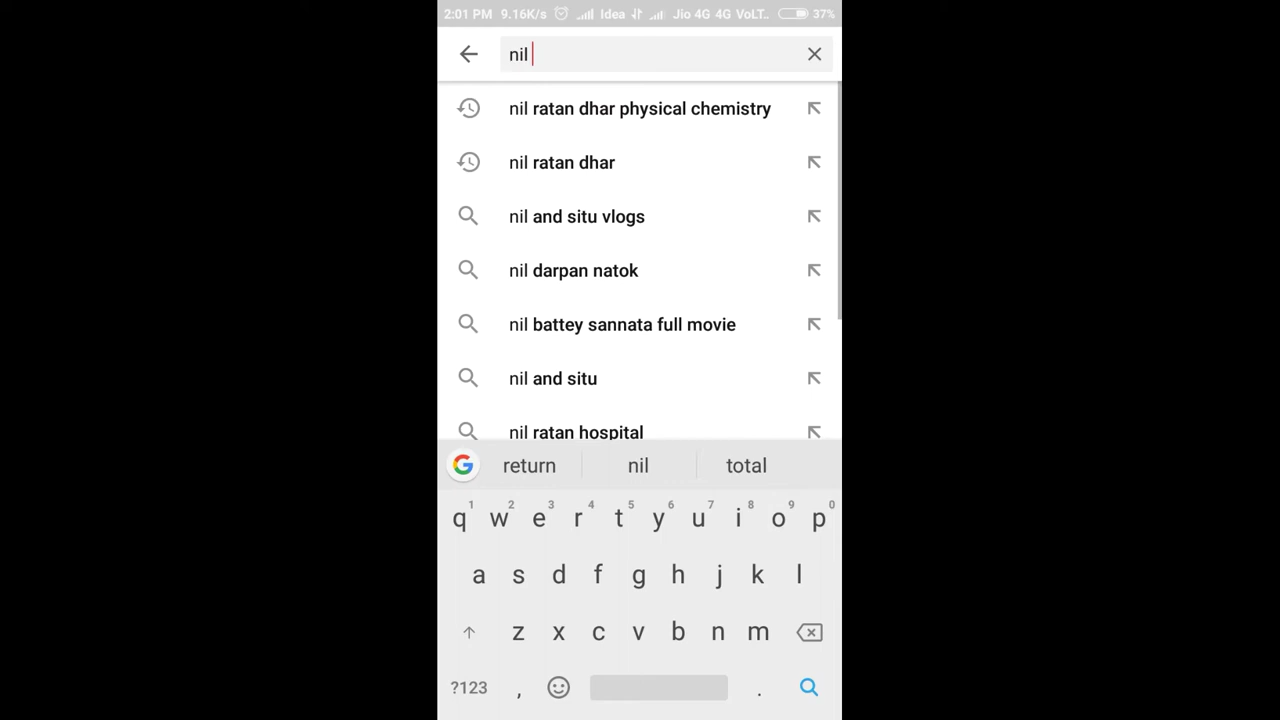 2:01 PM 9.16K/s Idea Jio 4G 4G VoLT.. 37%
nil
nil ratan dhar physical chemistry
nil ratan dhar
nil and situ vlogs
nil darpan natok
nil battey sannata full movie
nil and situ
nil ratan hospital
G return nil total
1 2 3 4 5 6 7 8 9 0
q w e r t y u i o p
a s d f g h j k l
z x c v b n m
?123 , .